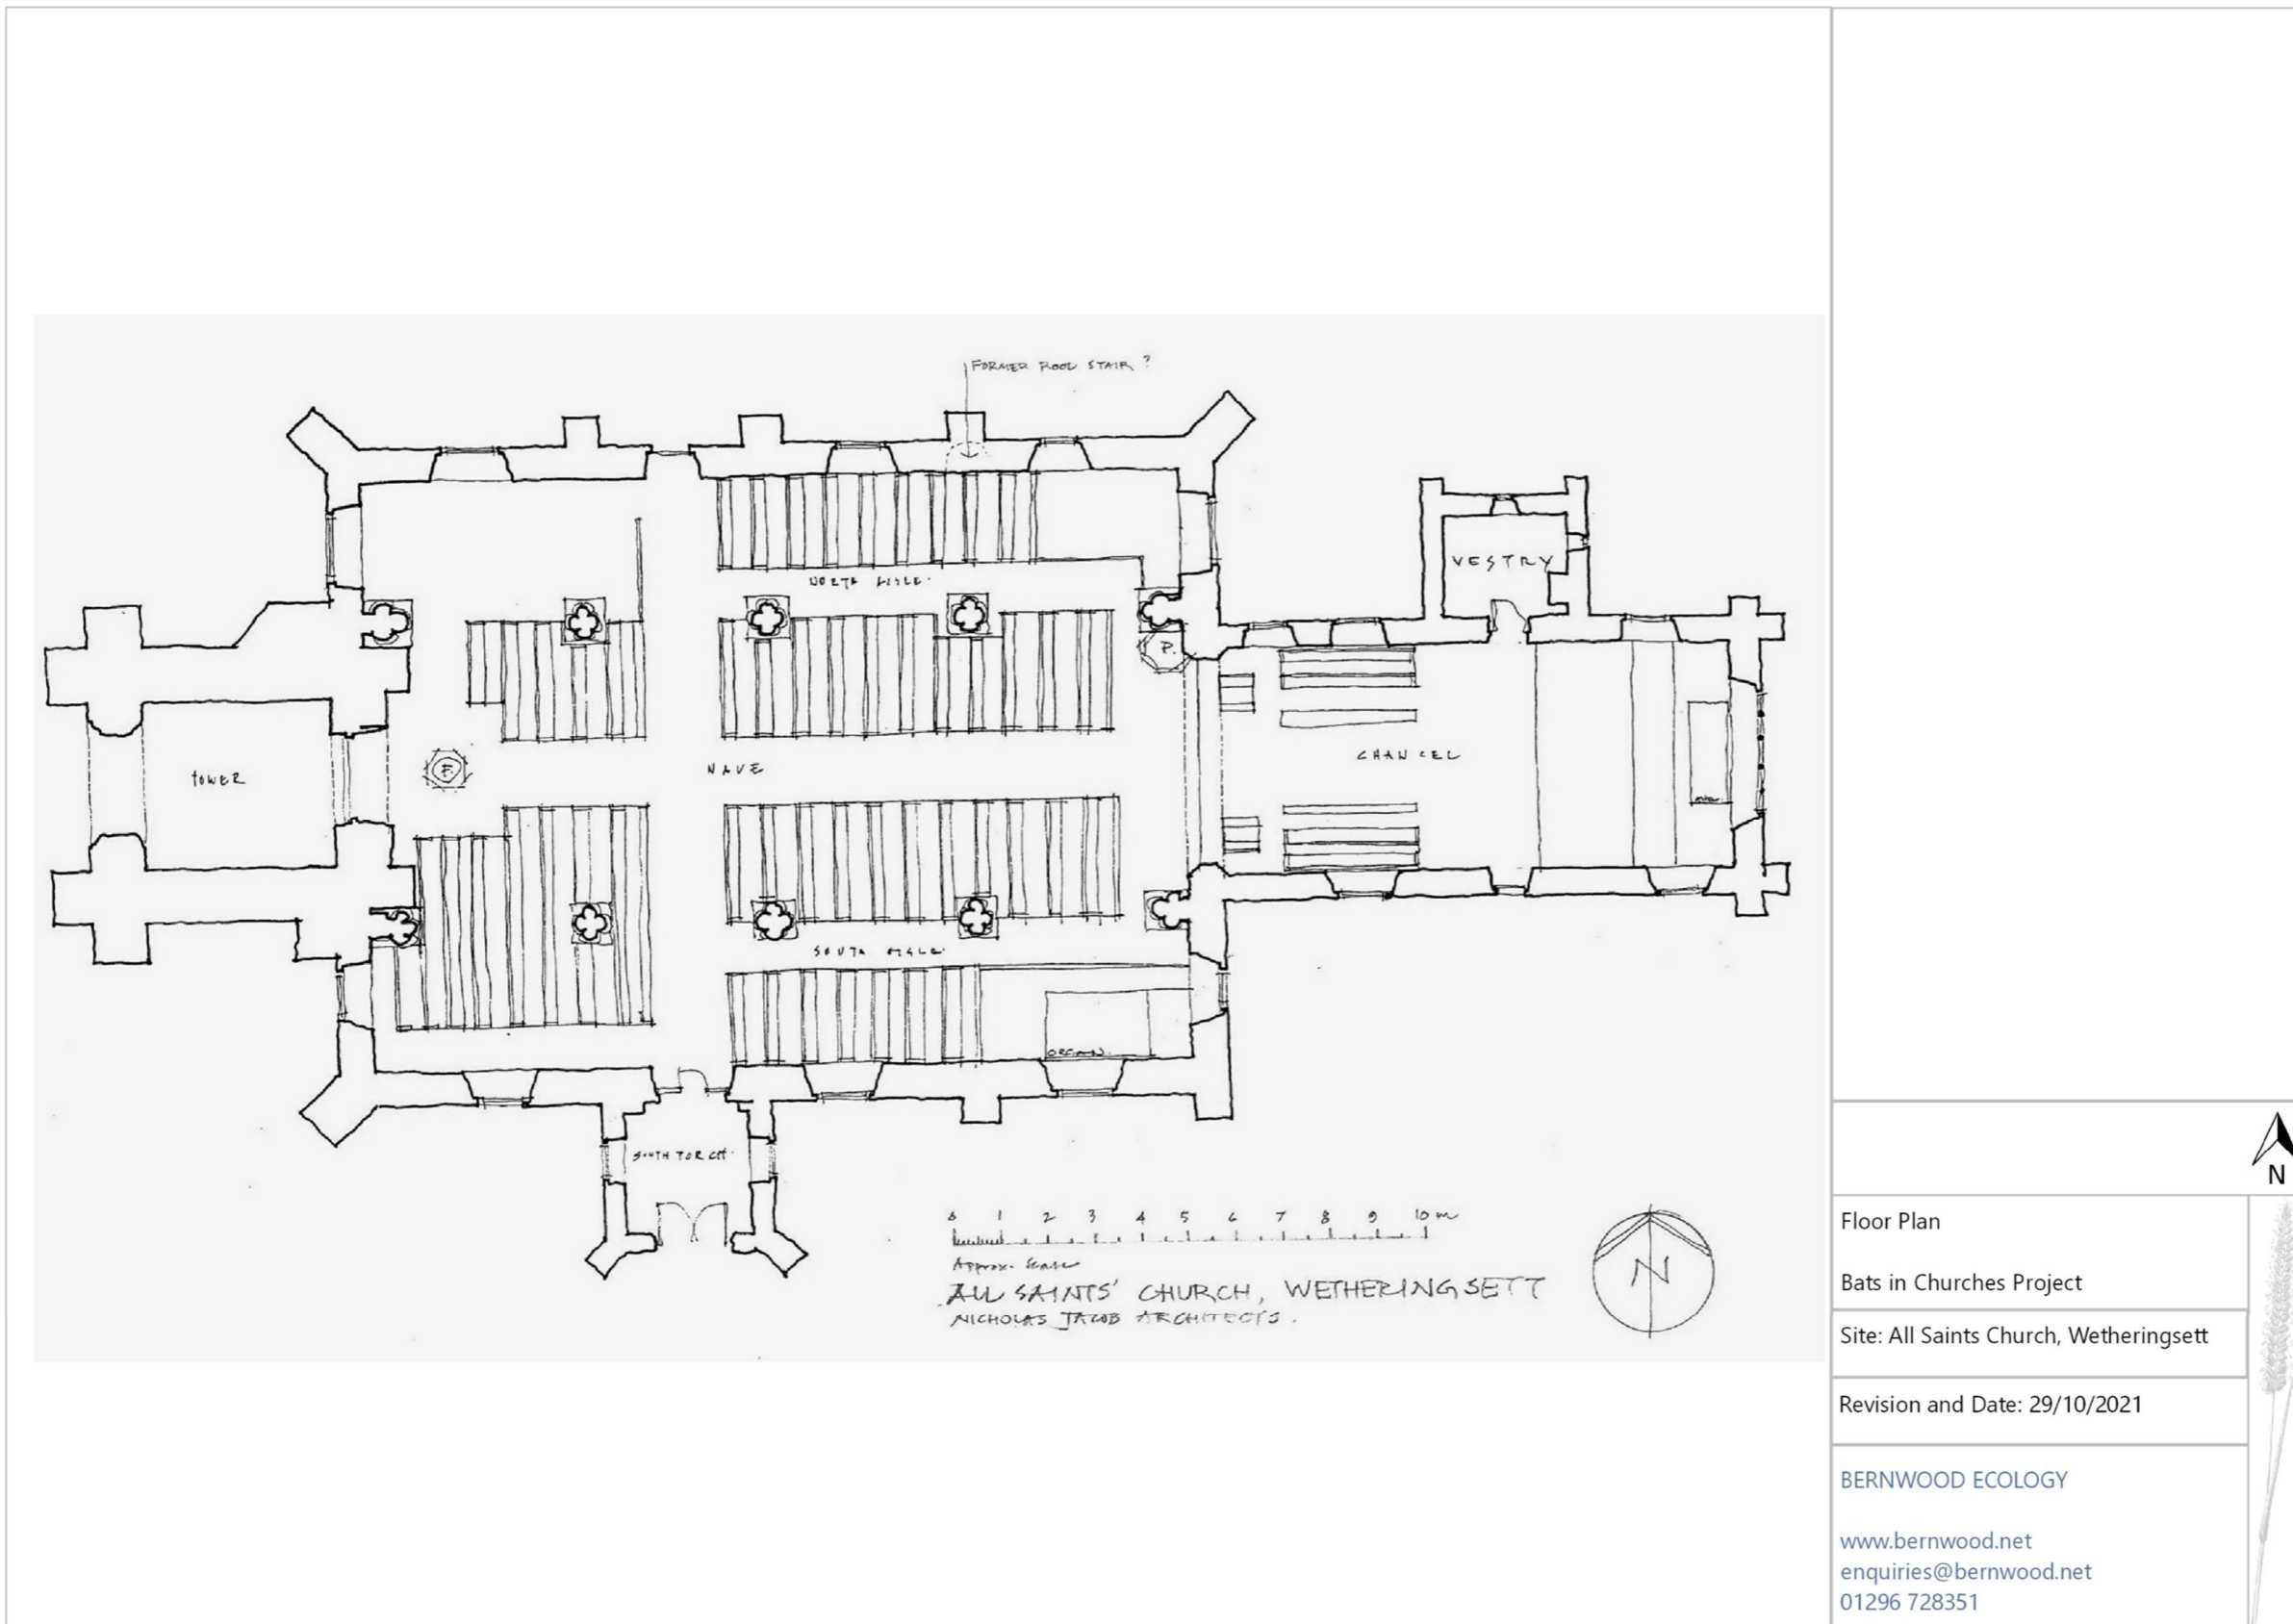 FORMER ROOD STAIR ?
NORTH AISLE.
VESTRY
P.
TOWER
F.
NAVE
CHANCEL
SOUTH AISLE.
ORGAN.
SOUTH PORCH.
0 1 2 3 4 5 6 7 8 9 10 m
Approx. Scale
ALL SAINTS' CHURCH, WETHERINGSETT
NICHOLAS JACOB ARCHITECTS.
N
N
Floor Plan
Bats in Churches Project
Site: All Saints Church, Wetheringsett
Revision and Date: 29/10/2021
BERNWOOD ECOLOGY
www.bernwood.net
enquiries@bernwood.net
01296 728351